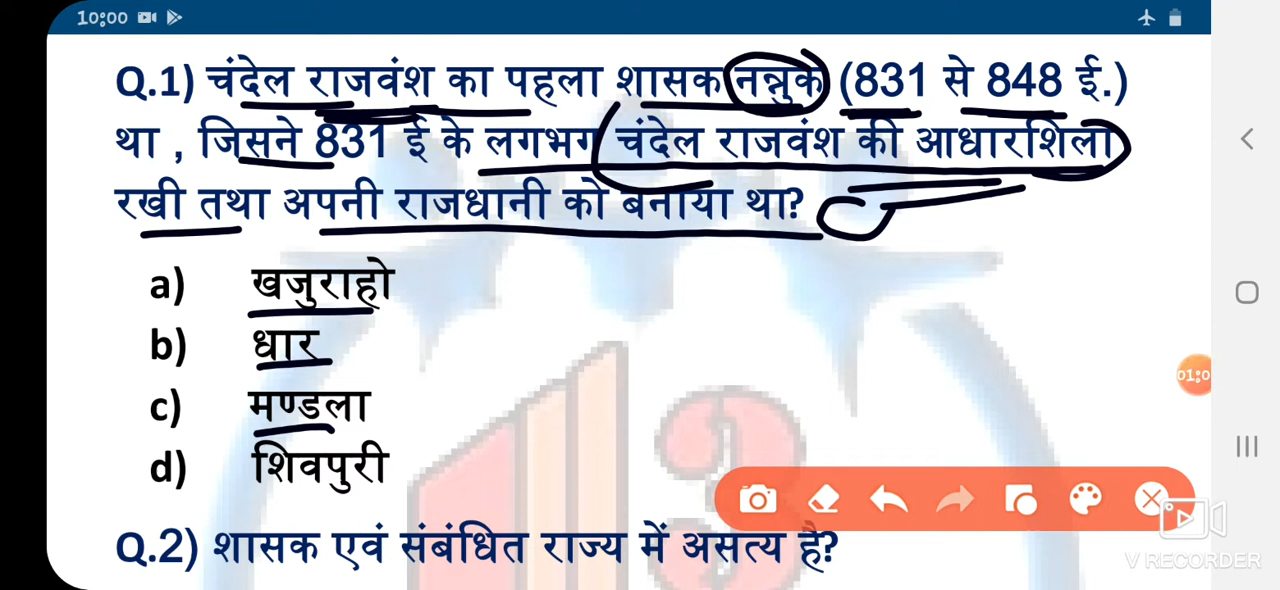 10:00
Q.1) चंदेल राजवंश का पहला शासक नन्नुक (831 से 848 ई.)
था , जिसने 831 ई के लगभग चंदेल राजवंश की आधारशिला
रखी तथा अपनी राजधानी को बनाया था?
a) खजुराहो
b) धार
c) मण्डला
d) शिवपुरी
Q.2) शासक एवं संबंधित राज्य में असत्य है?
01:0
V RECORDER